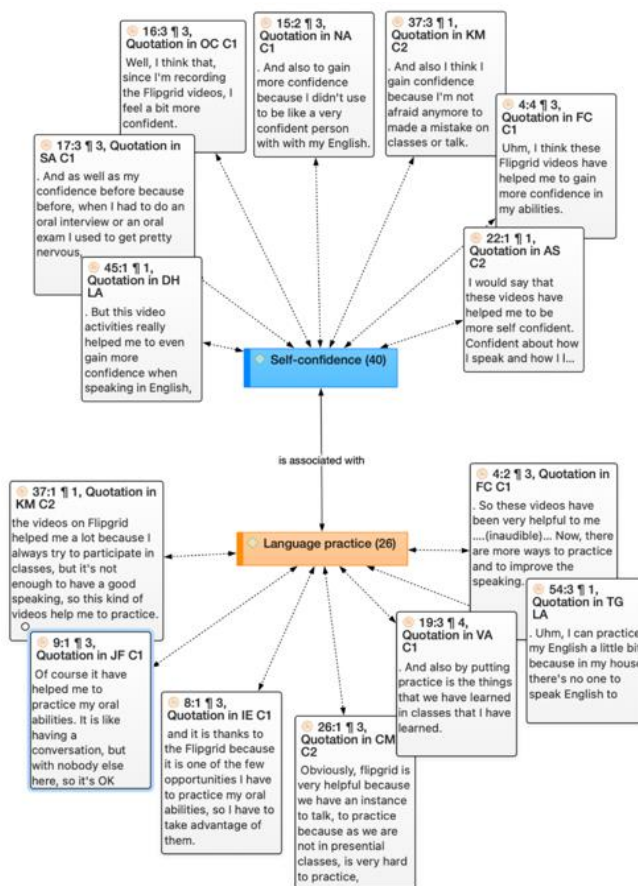 16:3 ¶ 3,
Quotation in OC C1
Well, I think that,
since I'm recording
the Flipgrid videos, I
feel a bit more
confident.
15:2 ¶ 3,
Quotation in NA
C1
. And also to gain
more confidence
because I didn't use
to be like a very
confident person
with with my English.
37:3 ¶ 1,
Quotation in KM
C2
. And also I think I
gain confidence
because I'm not
afraid anymore to
made a mistake on
classes or talk.
4:4 ¶ 3,
Quotation in FC
C1
Uhm, I think these
Flipgrid videos have
helped me to gain
more confidence in
my abilities.
17:3 ¶ 3, Quotation in
SA C1
. And as well as my
confidence before because
before, when I had to do an
oral interview or an oral
exam I used to get pretty
nervous,
22:1 ¶ 1,
Quotation in AS
C2
I would say that
these videos have
helped me to be
more self confident.
Confident about how
I speak and how I l...
45:1 ¶ 1,
Quotation in DH
LA
. But this video
activities really
helped me to even
gain more
confidence when
speaking in English,
Self-confidence (40)
is associated with
Language practice (26)
37:1 ¶ 1, Quotation in
KM C2
the videos on Flipgrid
helped me a lot because I
always try to participate in
classes, but it's not
enough to have a good
speaking, so this kind of
videos help me to practice.
4:2 ¶ 3, Quotation in
FC C1
. So these videos have
been very helpful to me
....(inaudible)... Now, there
are more ways to practice
and to improve the
speaking.
54:3 ¶ 1,
Quotation in TG
LA
. Uhm, I can practice
my English a little bit
because in my house
there's no one to
speak English to
9:1 ¶ 3,
Quotation in JF C1
Of course it have
helped me to
practice my oral
abilities. It is like
having a
conversation, but
with nobody else
here, so it's OK
8:1 ¶ 3,
Quotation in IE C1
and it is thanks to
the Flipgrid because
it is one of the few
opportunities I have
to practice my oral
abilities, so I have to
take advantage of
them.
26:1 ¶ 3,
Quotation in CM
C2
Obviously, flipgrid is
very helpful because
we have an instance
to talk, to practice
because as we are
not in presential
classes, is very hard
to practice,
19:3 ¶ 4,
Quotation in VA
C1
. And also by putting
practice is the things
that we have learned
in classes that I have
learned.